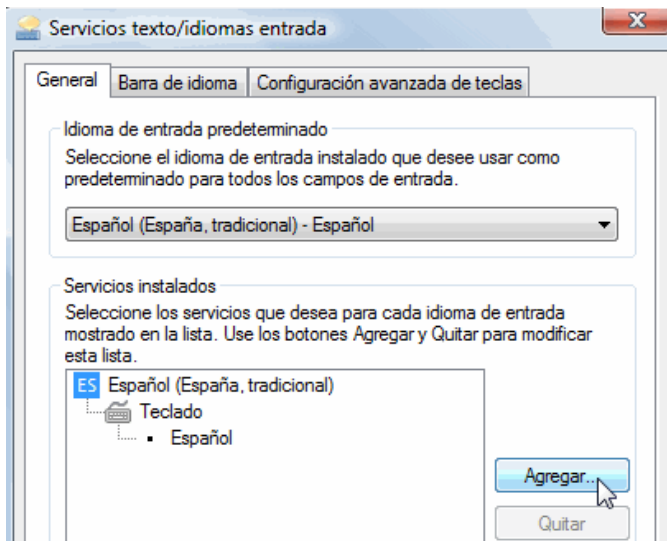 Servicios texto/idiomas entrada
General Barra de idioma Configuración avanzada de teclas
Idioma de entrada predeterminado
Seleccione el idioma de entrada instalado que desee usar como
predeterminado para todos los campos de entrada.
Español (España, tradicional) - Español
Servicios instalados
Seleccione los servicios que desea para cada idioma de entrada
mostrado en la lista. Use los botones Agregar y Quitar para modificar
esta lista.
ES Español (España, tradicional)
Teclado
Español
Agregar...
Quitar